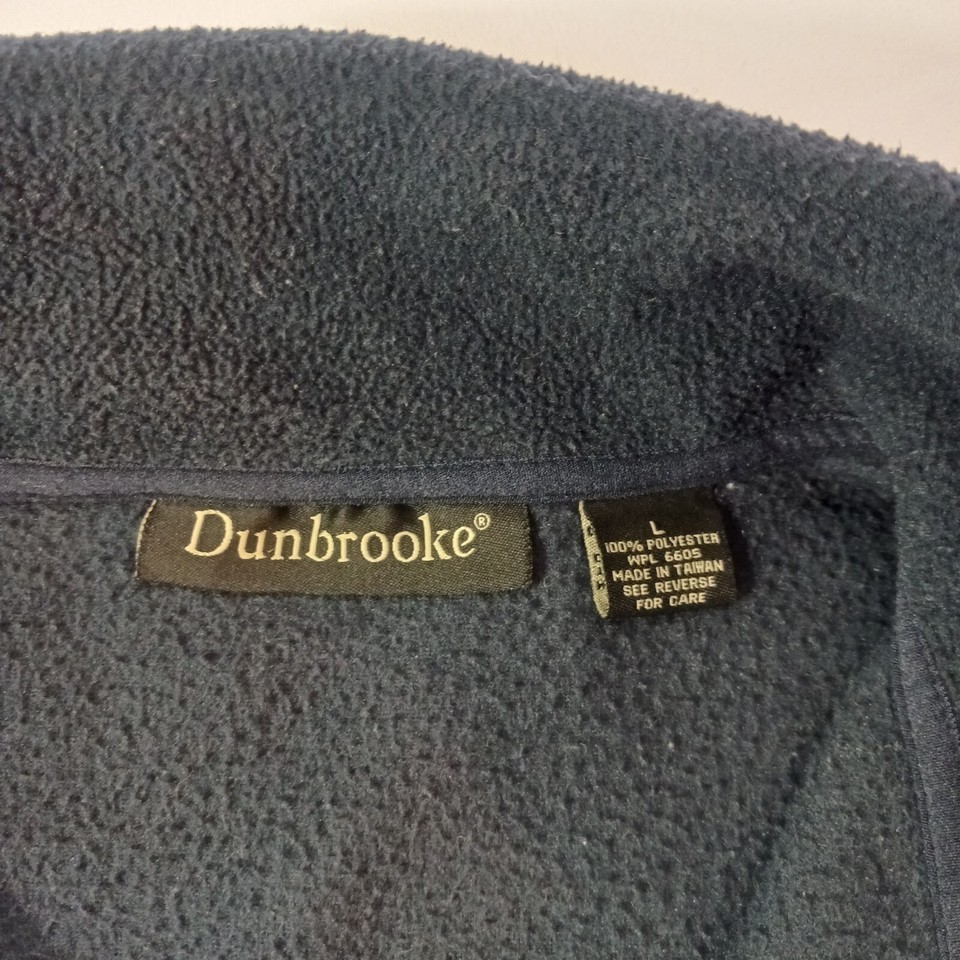 Dunbrooke®
L
100% POLYESTER
WPL 6605
MADE IN TAIWAN
SEE REVERSE
FOR CARE